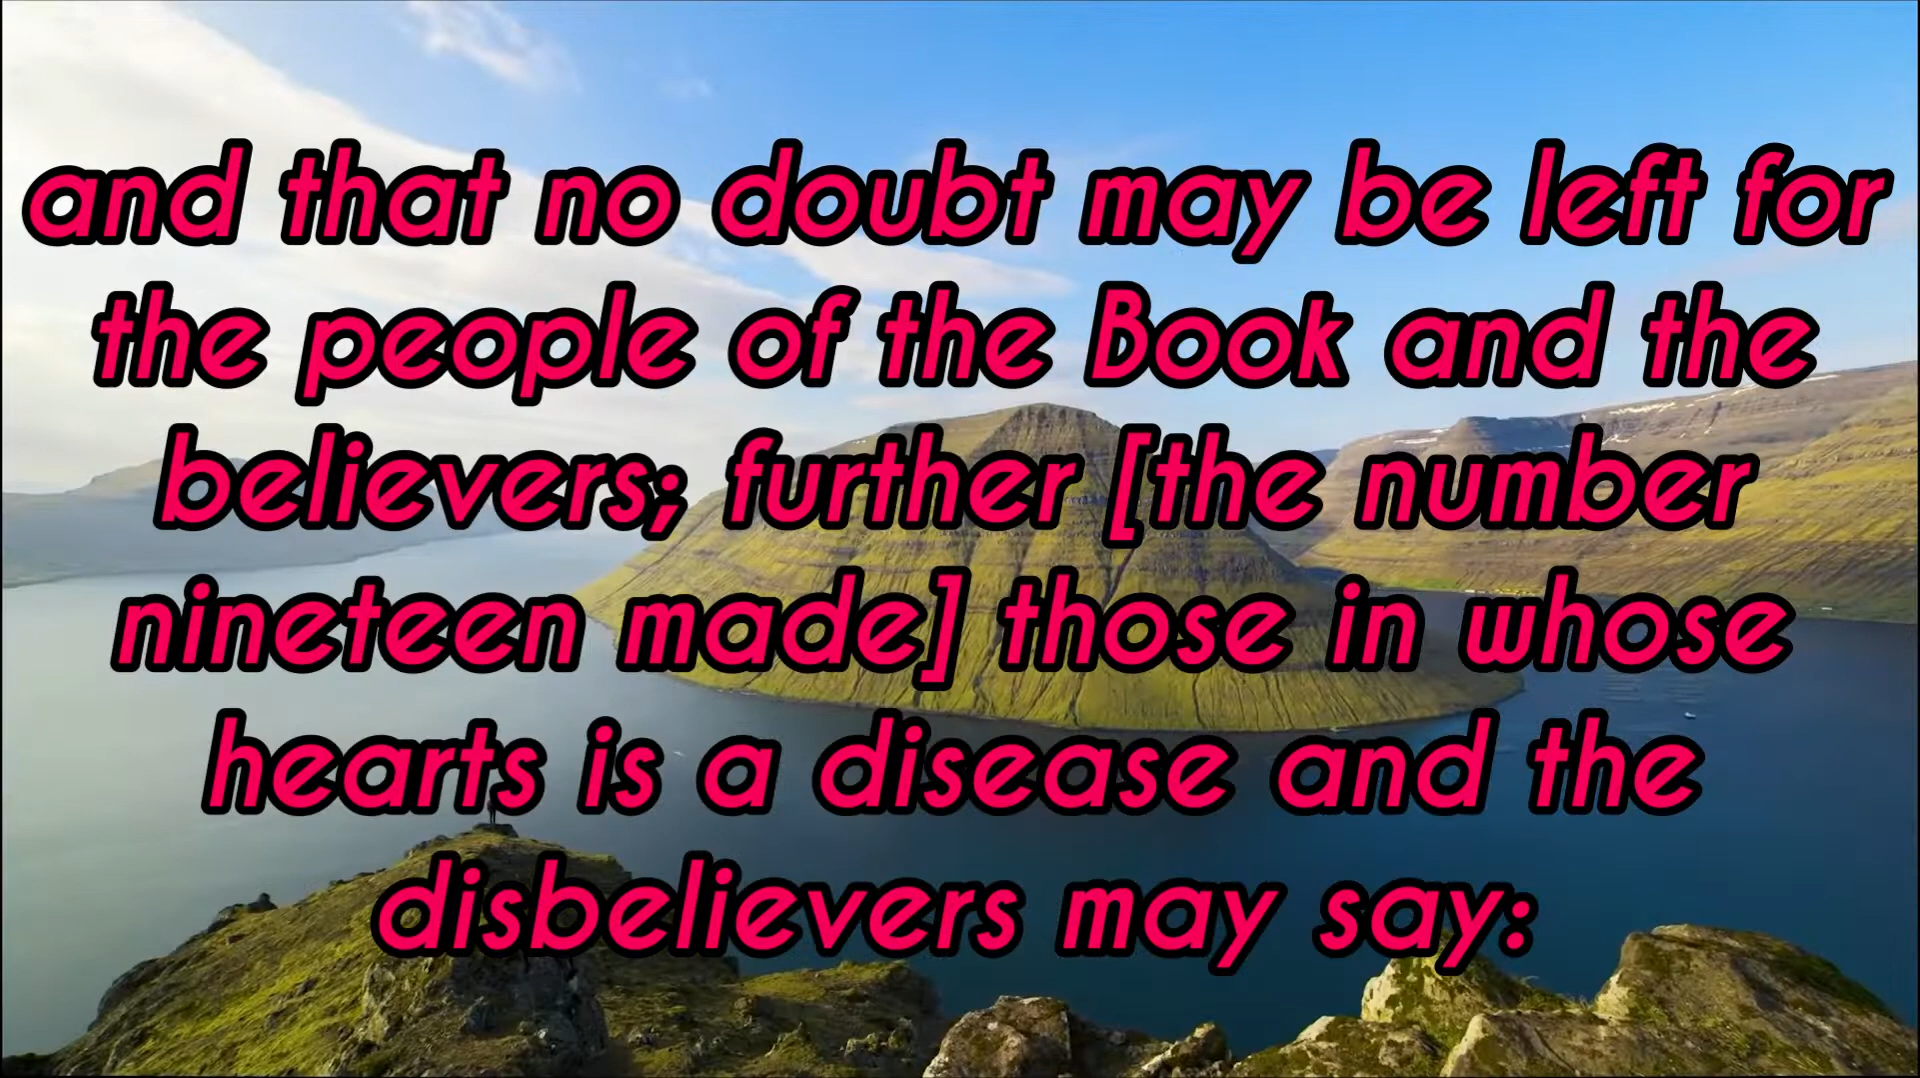 and that no doubt may be left for
the people of the Book and the
believers; further [the number
nineteen made] those in whose
hearts is a disease and the
disbelievers may say: